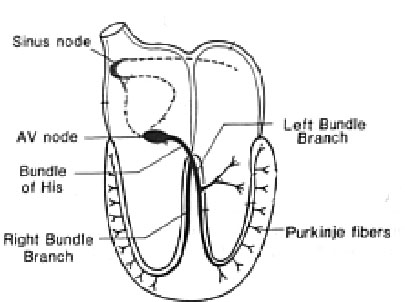 Sinus node
AV node
Bundle
of His
Right Bundle
Branch
Left Bundle
Branch
Purkinje fibers